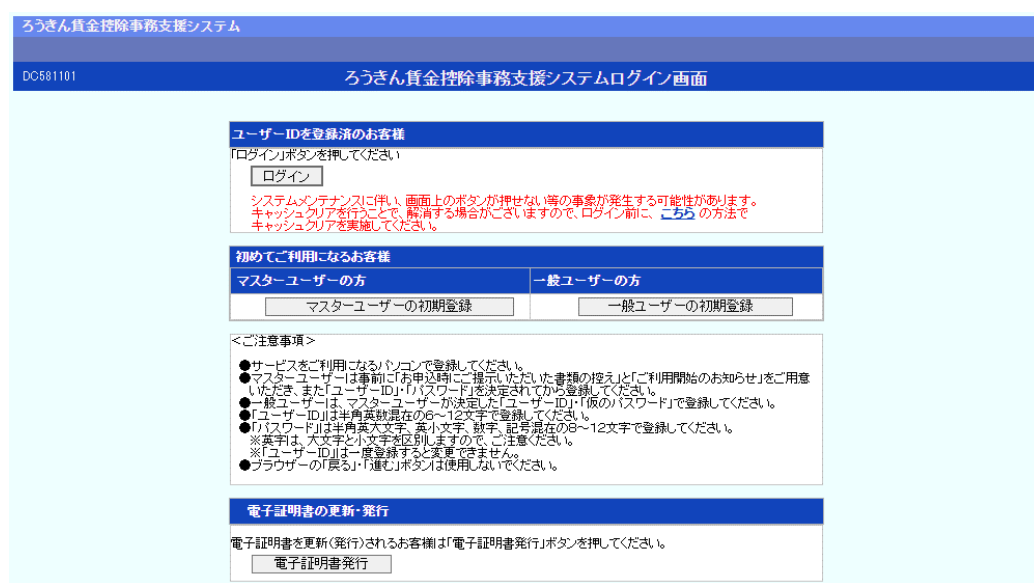 ろうきん賃金控除事務支援システム
DC581101
ろうきん賃金控除事務支援システムログイン画面
ユーザーIDを登録済のお客様
「ログイン」ボタンを押してください
ログイン
システムメンテナンスに伴い、画面上のボタンが押せない等の事象が発生する可能性があります。
キャッシュクリアを行うことで、解消する場合がございますので、ログイン前に、こちら の方法で
キャッシュクリアを実施してください。
初めてご利用になるお客様
マスターユーザーの方
一般ユーザーの方
マスターユーザーの初期登録
一般ユーザーの初期登録
<ご注意事項>
●サービスをご利用になるパソコンで登録してください。
●マスターユーザーは事前に「お申込時にご提示いただいた書類の控え」と「ご利用開始のお知らせ」をご用意
いただき、また「ユーザーID」・「パスワード」を決定されてから登録してください。
●一般ユーザーは、マスターユーザーが決定した「ユーザーID」・「仮のパスワード」で登録してください。
●「ユーザーID」は半角英数混在の6～12文字で登録してください。
●「パスワード」は半角英大文字、英小文字、数字、記号混在の8～12文字で登録してください。
※英字は、大文字と小文字を区別しますので、ご注意ください。
※「ユーザーID」は一度登録すると変更できません。
●ブラウザーの「戻る」・「進む」ボタンは使用しないでください。
電子証明書の更新・発行
電子証明書を更新(発行)されるお客様は「電子証明書発行」ボタンを押してください。
電子証明書発行